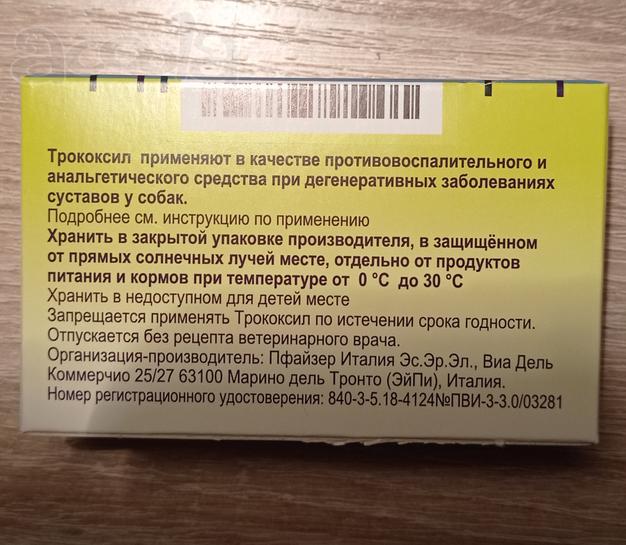 Трококсил применяют в качестве противовоспалительного и
анальгетического средства при дегенеративных заболеваниях
суставов у собак.
Подробнее см. инструкцию по применению
Хранить в закрытой упаковке производителя, в защищённом
от прямых солнечных лучей месте, отдельно от продуктов
питания и кормов при температуре от 0 °C до 30 °C
Хранить в недоступном для детей месте
Запрещается применять Трококсил по истечении срока годности.
Отпускается без рецепта ветеринарного врача.
Организация-производитель: Пфайзер Италия Эс.Эр.Эл., Виа Дель
Коммерчио 25/27 63100 Марино дель Тронто (ЭйПи), Италия.
Номер регистрационного удостоверения: 840-3-5.18-4124№ПВИ-3-3.0/03281